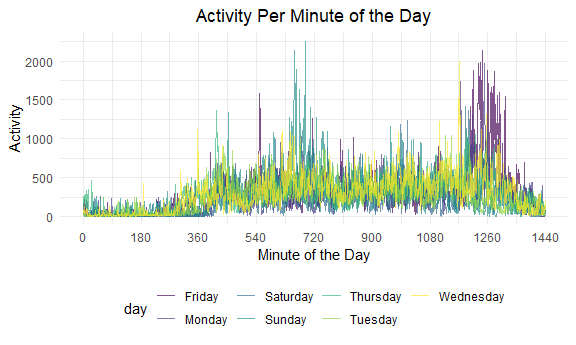 Activity Per Minute of the Day
2000
1500
1000
500
0
Activity
0 180 360 540 720 900 1080 1260 1440
Minute of the Day
day
Friday Saturday Thursday Wednesday
Monday Sunday Tuesday